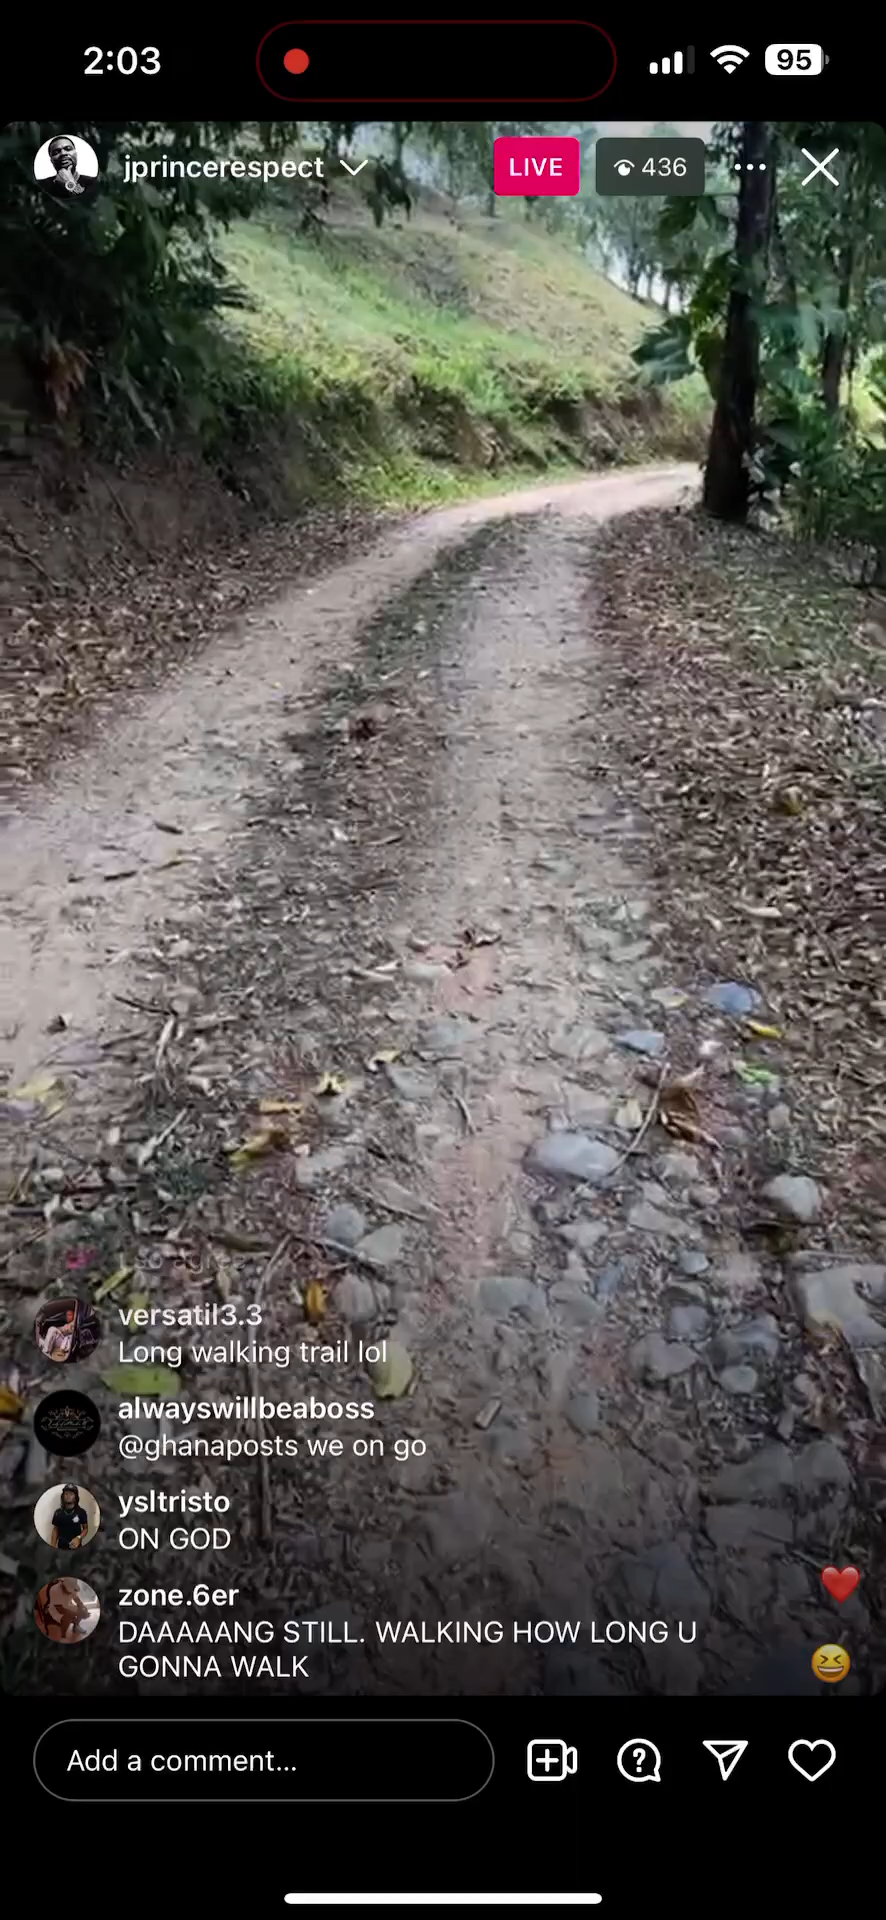 2:03
95
jprincerespect
LIVE
436
versatil3.3
Long walking trail lol
alwayswillbeaboss
@ghanaposts we on go
ysltristo
ON GOD
zone.6er
DAAAAANG STILL. WALKING HOW LONG U
GONNA WALK
Add a comment...